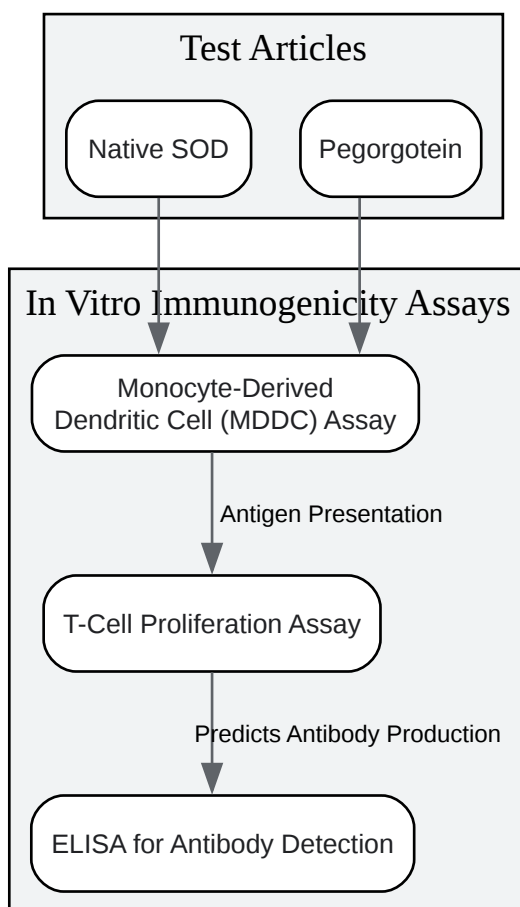 Test Articles
Native SOD
Pegorgotein
In Vitro Immunogenicity Assays
Monocyte-Derived
Dendritic Cell (MDDC) Assay
Antigen Presentation
T-Cell Proliferation Assay
Predicts Antibody Production
ELISA for Antibody Detection